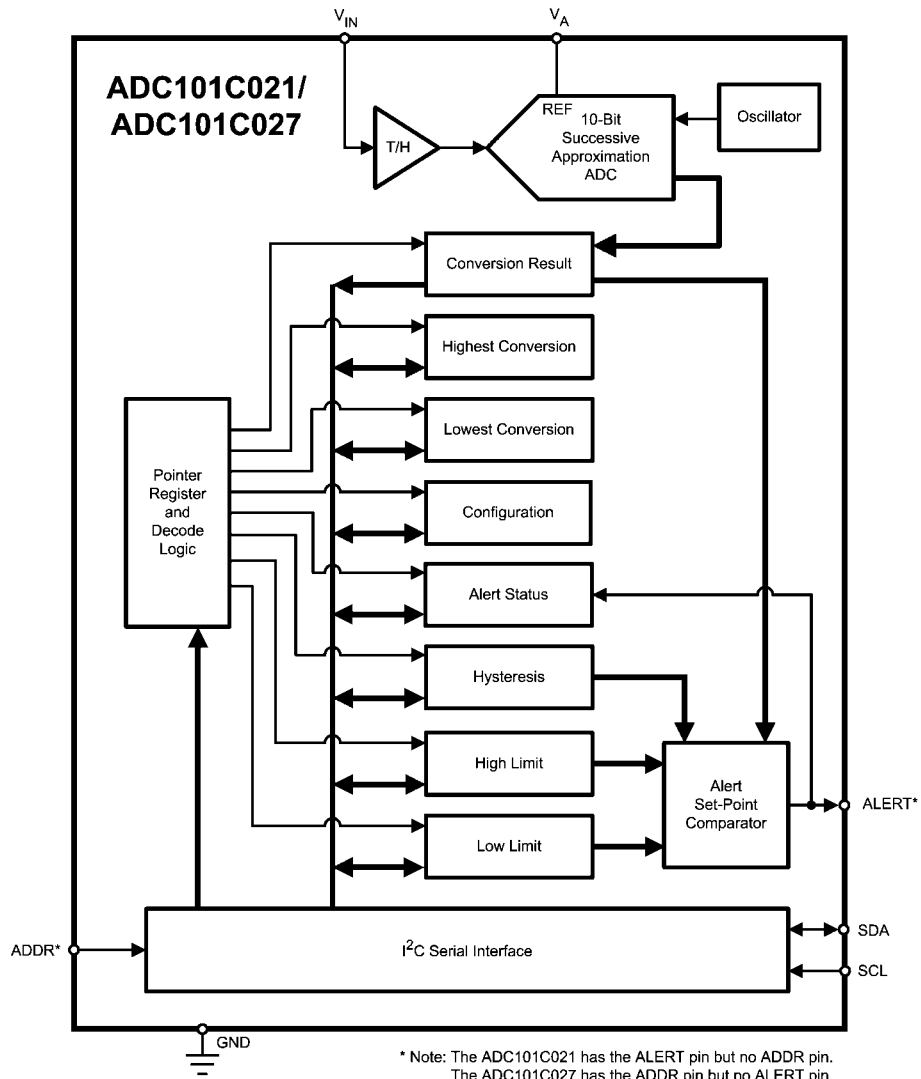 V_IN
V_A
ADC101C021/
ADC101C027
REF
10-Bit
Successive
Approximation
ADC
Oscillator
T/H
Conversion Result
Highest Conversion
Lowest Conversion
Pointer
Register
and
Decode
Logic
Configuration
Alert Status
Hysteresis
High Limit
Alert
Set-Point
Comparator
ALERT*
Low Limit
ADDR*
I²C Serial Interface
SDA
SCL
GND
* Note: The ADC101C021 has the ALERT pin but no ADDR pin.
The ADC101C027 has the ADDR pin but no ALERT pin.